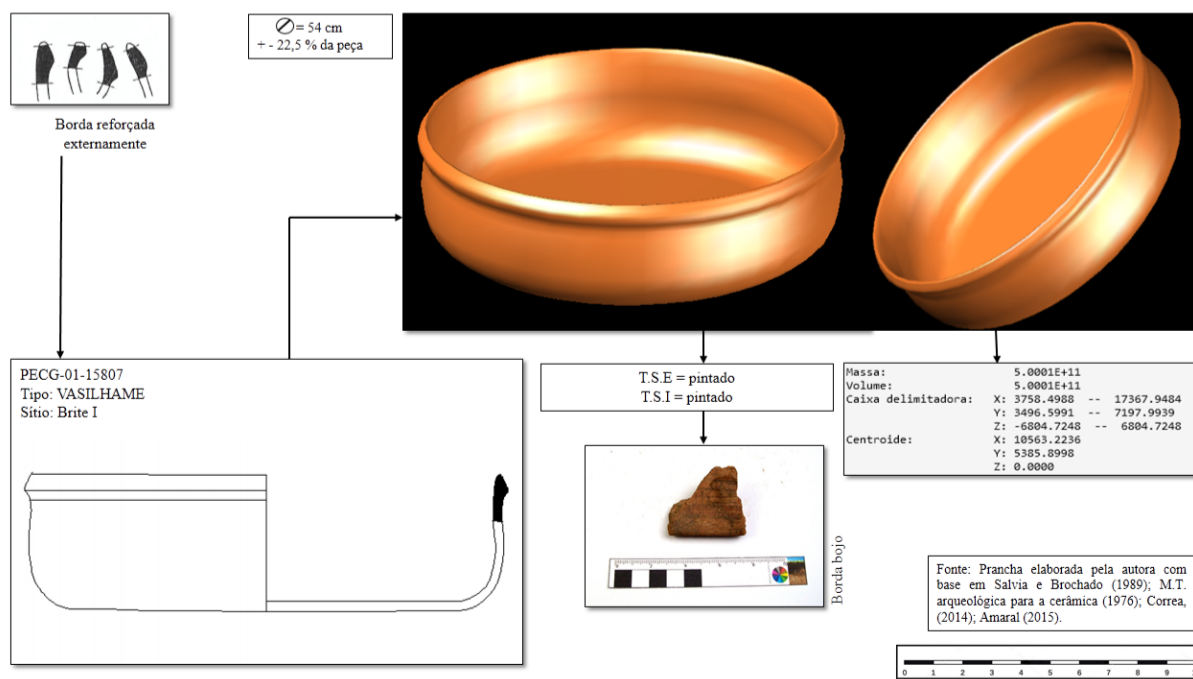 = 54 cm
+ - 22,5 % da peça
Borda reforçada
externamente
PECG-01-15807
Tipo: VASILHAME
Sítio: Brite I
T.S.E = pintado
T.S.I = pintado
Borda bojo
Massa: 5.0001E+11
Volume: 5.0001E+11
Caixa delimitadora: X: 3758.4988 -- 17367.9484
Y: 3496.5991 -- 7197.9939
Z: -6804.7248 -- 6804.7248
Centroide: X: 10563.2236
Y: 5385.8998
Z: 0.0000
Fonte: Prancha elaborada pela autora com
base em Salvia e Brochado (1989); M.T.
arqueológica para a cerâmica (1976); Correa,
(2014); Amaral (2015).
0 1 2 3 4 5 6 7 8 9